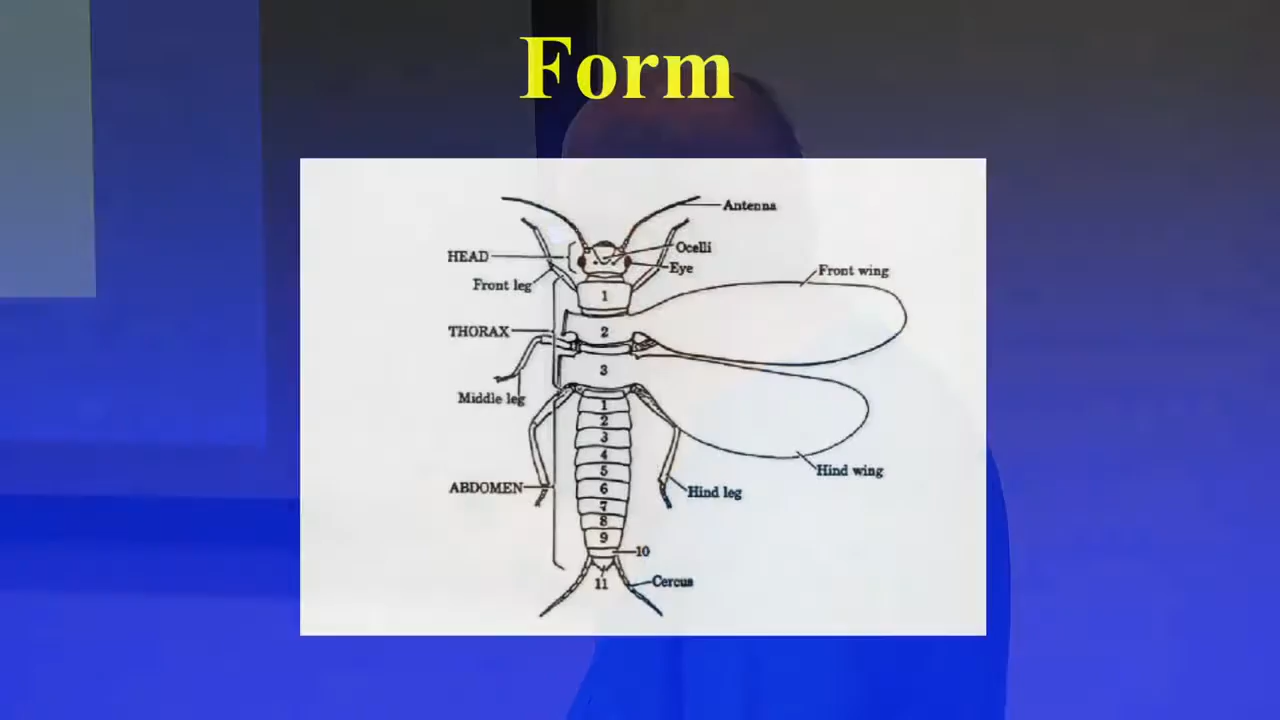 Form
Antenna
Ocelli
HEAD
Eye
Front wing
Front leg
1
THORAX
2
3
Middle leg
1
2
3
4
5
Hind wing
6
ABDOMEN
Hind leg
7
8
9
10
11
Cercus